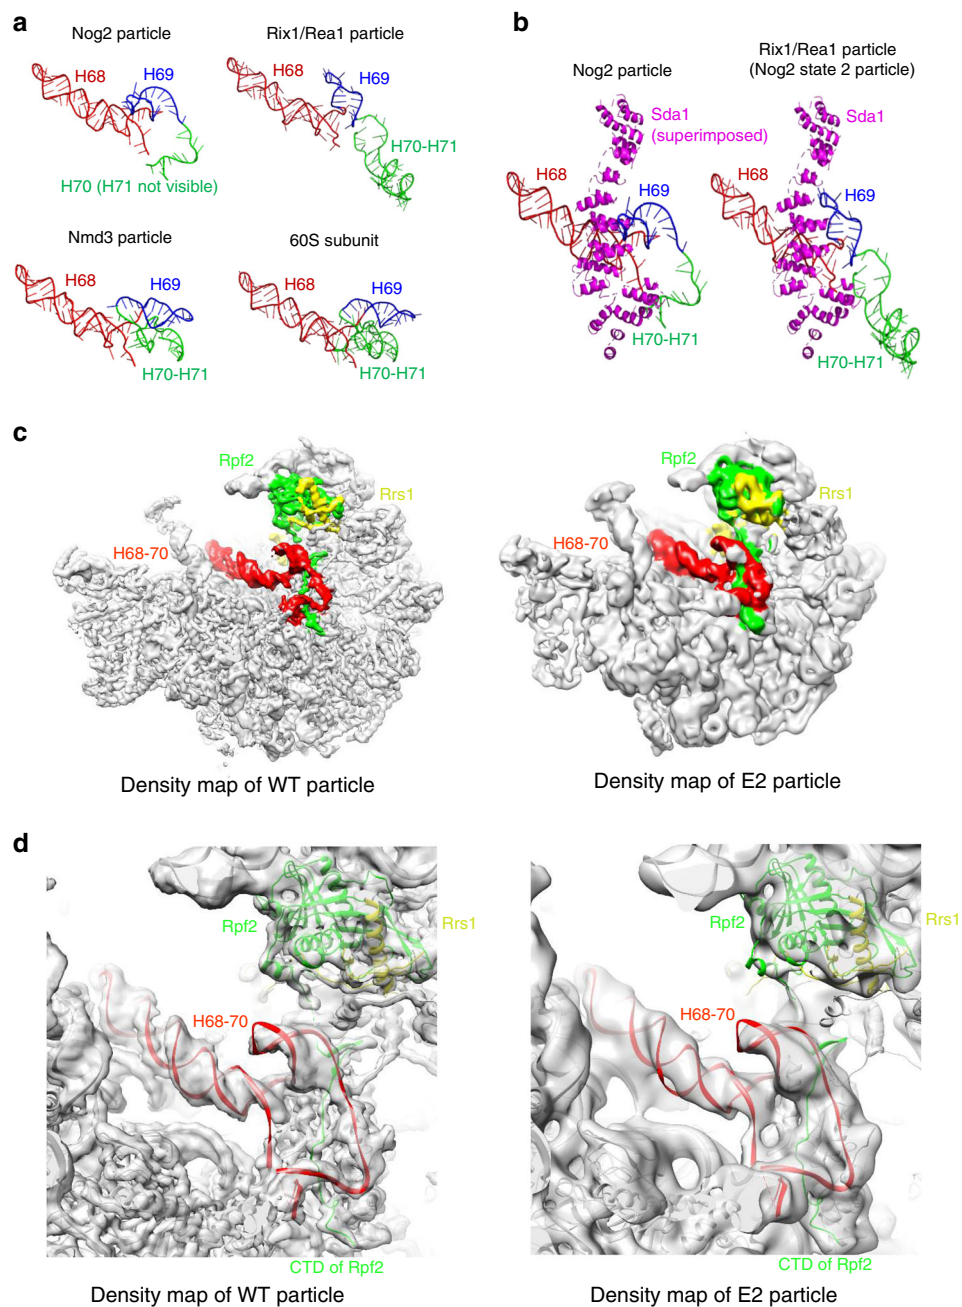 a
Nog2 particle
H68
H69
H70 (H71 not visible)
Rix1/Rea1 particle
H68
H69
H70-H71
Nmd3 particle
H68
H69
H70-H71
60S subunit
H68
H69
H70-H71
b
Nog2 particle
Sda1
(superimposed)
H68
H69
H70-H71
Rix1/Rea1 particle
(Nog2 state 2 particle)
Sda1
H68
H69
H70-H71
c
Rpf2
Rrs1
H68-70
Density map of WT particle
Rpf2
Rrs1
H68-70
Density map of E2 particle
d
Rpf2
Rrs1
H68-70
CTD of Rpf2
Density map of WT particle
Rpf2
Rrs1
H68-70
CTD of Rpf2
Density map of E2 particle